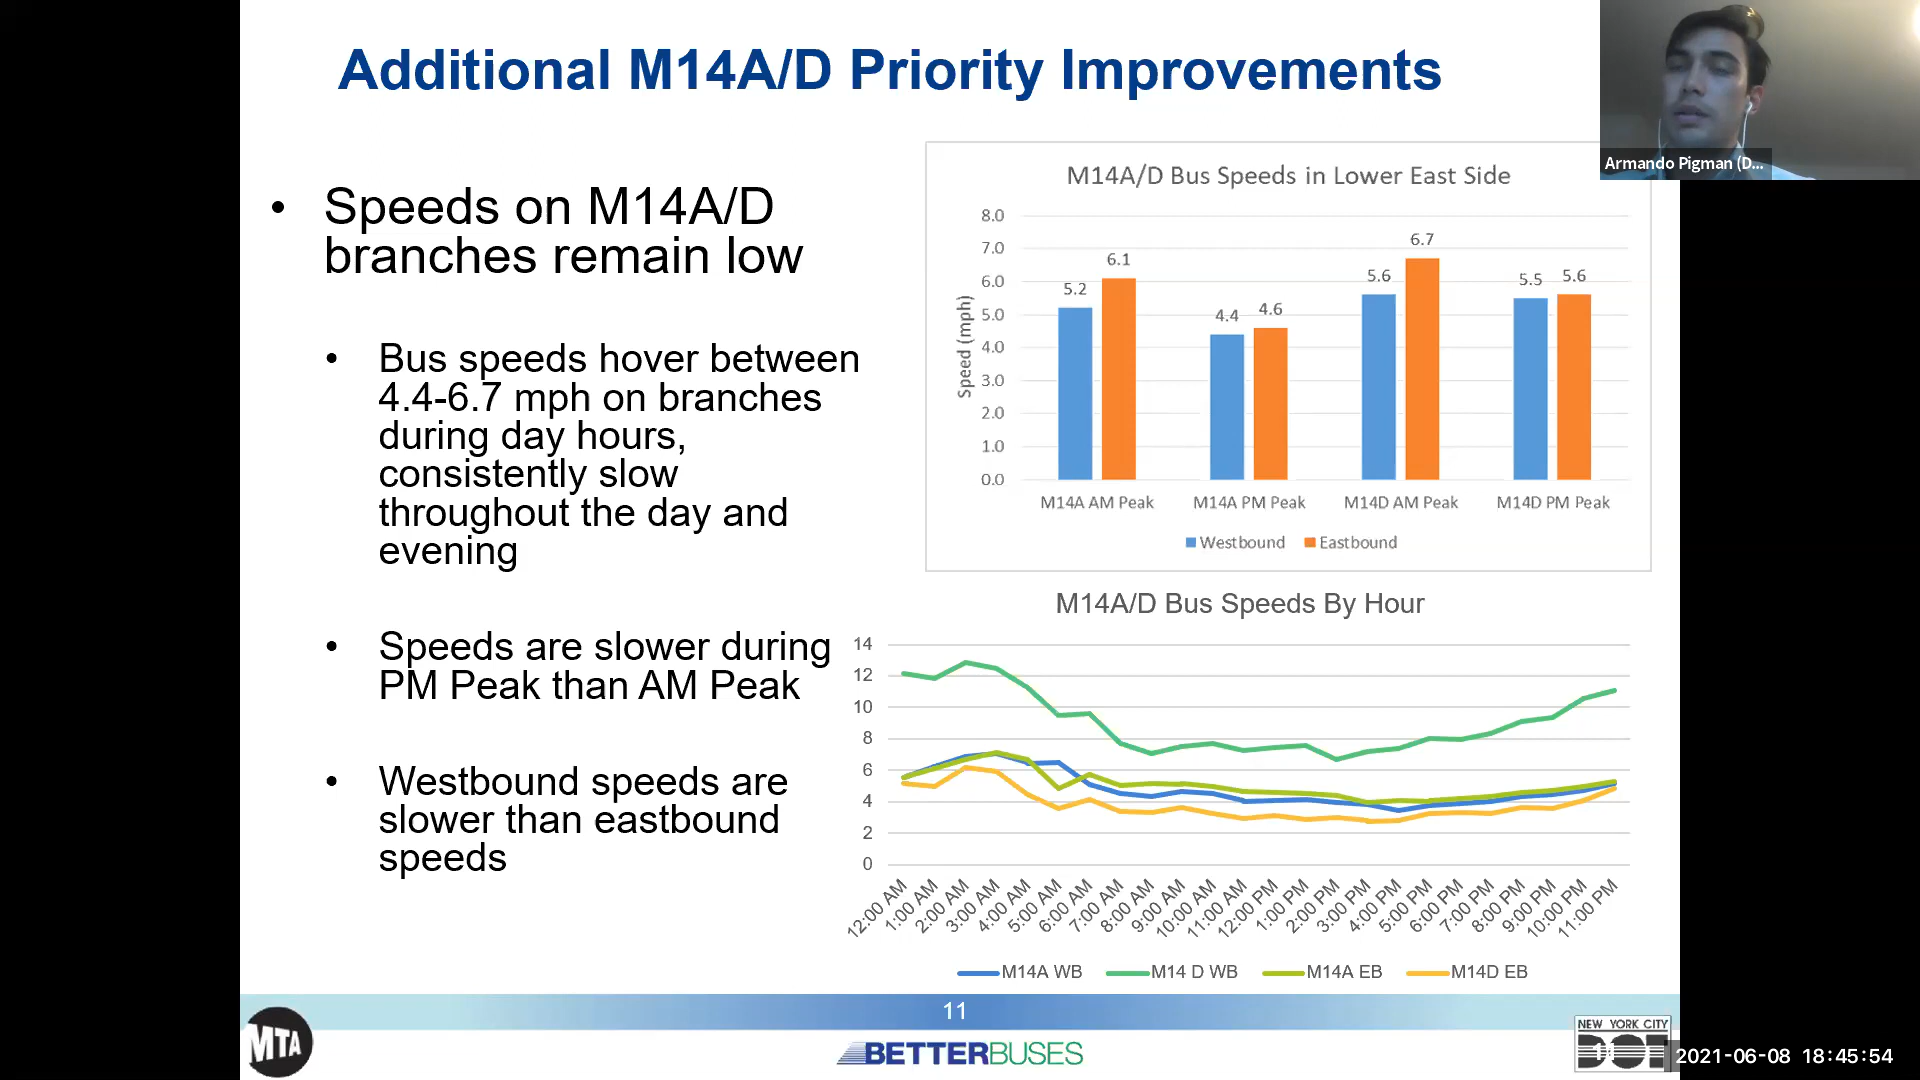 Additional M14A/D Priority Improvements
Armando Pigman (D...
• Speeds on M14A/D
branches remain low
• Bus speeds hover between
4.4-6.7 mph on branches
during day hours,
consistently slow
throughout the day and
evening
• Speeds are slower during
PM Peak than AM Peak
• Westbound speeds are
slower than eastbound
speeds
M14A/D Bus Speeds in Lower East Side
Speed (mph)
8.0
7.0
6.0
5.0
4.0
3.0
2.0
1.0
0.0
5.2 6.1 4.4 4.6 5.6 6.7 5.5 5.6
M14A AM Peak M14A PM Peak M14D AM Peak M14D PM Peak
Westbound Eastbound
M14A/D Bus Speeds By Hour
14
12
10
8
6
4
2
0
12:00 AM 1:00 AM 2:00 AM 3:00 AM 4:00 AM 5:00 AM 6:00 AM 7:00 AM 8:00 AM 9:00 AM 10:00 AM 11:00 AM 12:00 PM 1:00 PM 2:00 PM 3:00 PM 4:00 PM 5:00 PM 6:00 PM 7:00 PM 8:00 PM 9:00 PM 10:00 PM 11:00 PM
M14A WB M14 D WB M14A EB M14D EB
11
MTA
BETTERBUSES
NEW YORK CITY
DOT
2021-06-08 18:45:54